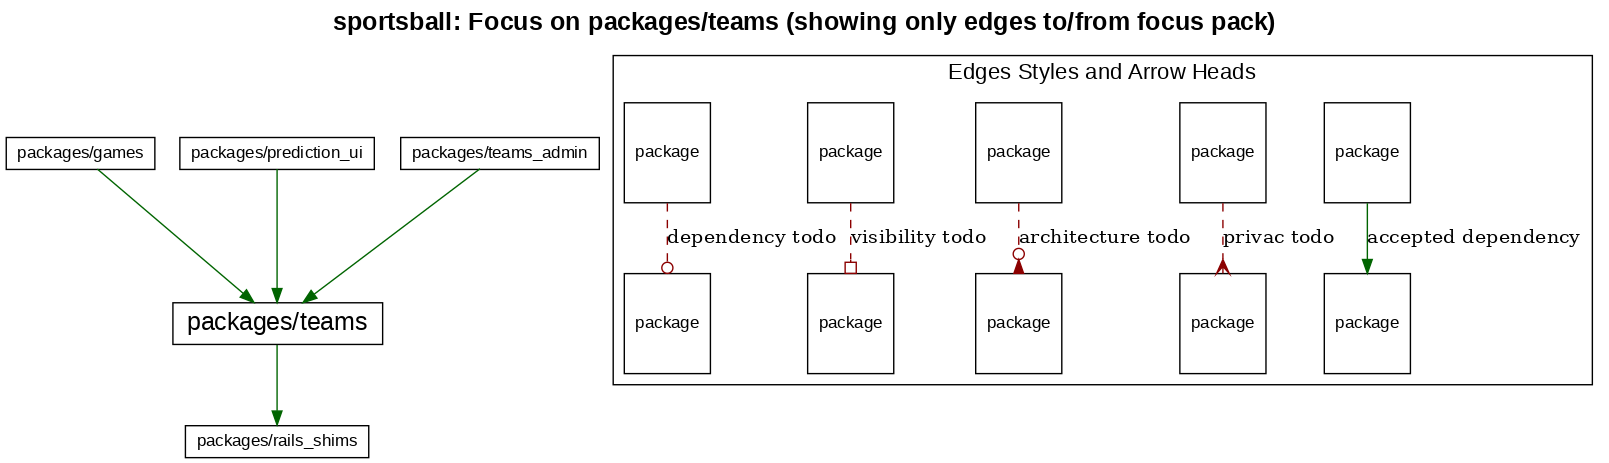 sportsball: Focus on packages/teams (showing only edges to/from focus pack)
Edges Styles and Arrow Heads
packages/games
packages/prediction_ui
packages/teams_admin
package
package
package
package
package
dependency todo
visibility todo
architecture todo
privac todo
accepted dependency
packages/teams
package
package
package
package
package
packages/rails_shims